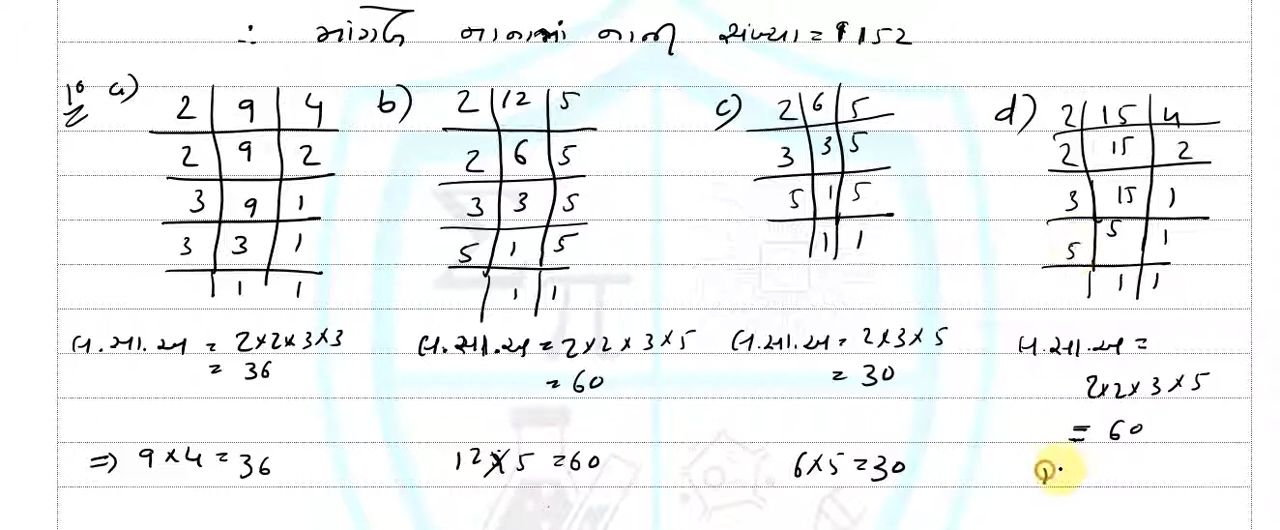 ∴ માંગેલ નાનામાં નાની સંખ્યા = 1152
10 a) 2 | 9 | 4
2 | 9 | 2
3 | 9 | 1
3 | 3 | 1
1 | 1
લ.સા.અ = 2×2×3×3
= 36
⇒ 9×4 = 36
b) 2 | 12 | 5
2 | 6 | 5
3 | 3 | 5
5 | 1 | 5
1 | 1
લ.સા.અ = 2×2×3×5
= 60
12×5 = 60
c) 2 | 6 | 5
3 | 3 | 5
5 | 1 | 5
1 | 1
લ.સા.અ = 2×3×5
= 30
6×5 = 30
d) 2 | 15 | 4
2 | 15 | 2
3 | 15 | 1
5 | 5 | 1
1 | 1
લ.સા.અ =
2×2×3×5
= 60